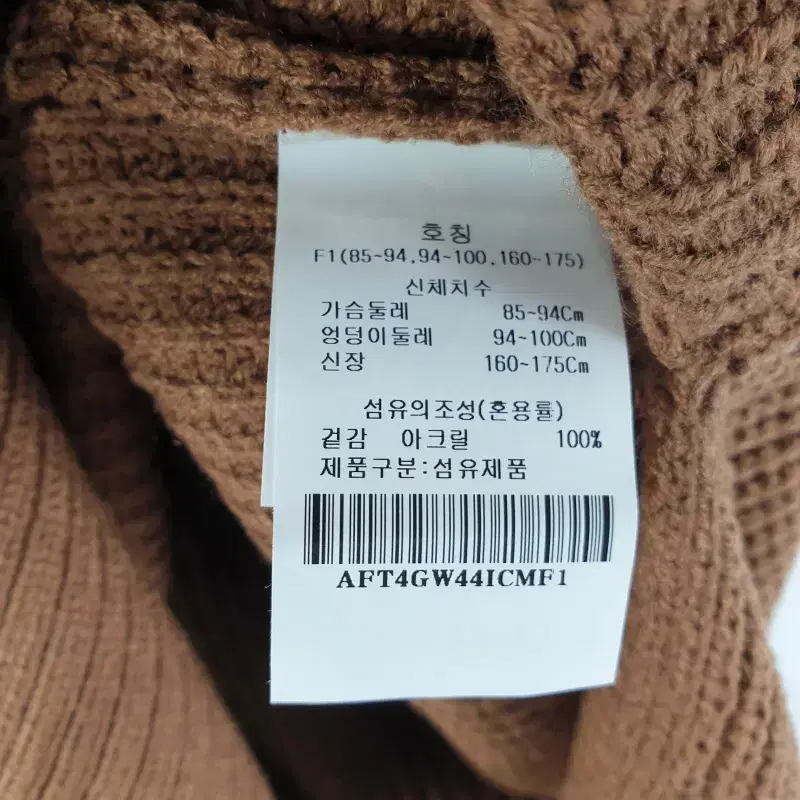 호칭
F1(85~94,94~100,160~175)
신체치수
가슴둘레 85~94Cm
엉덩이둘레 94~100Cm
신장 160~175Cm
섬유의조성(혼용률)
겉감 아크릴 100%
제품구분:섬유제품
AFT4GW44ICMF1